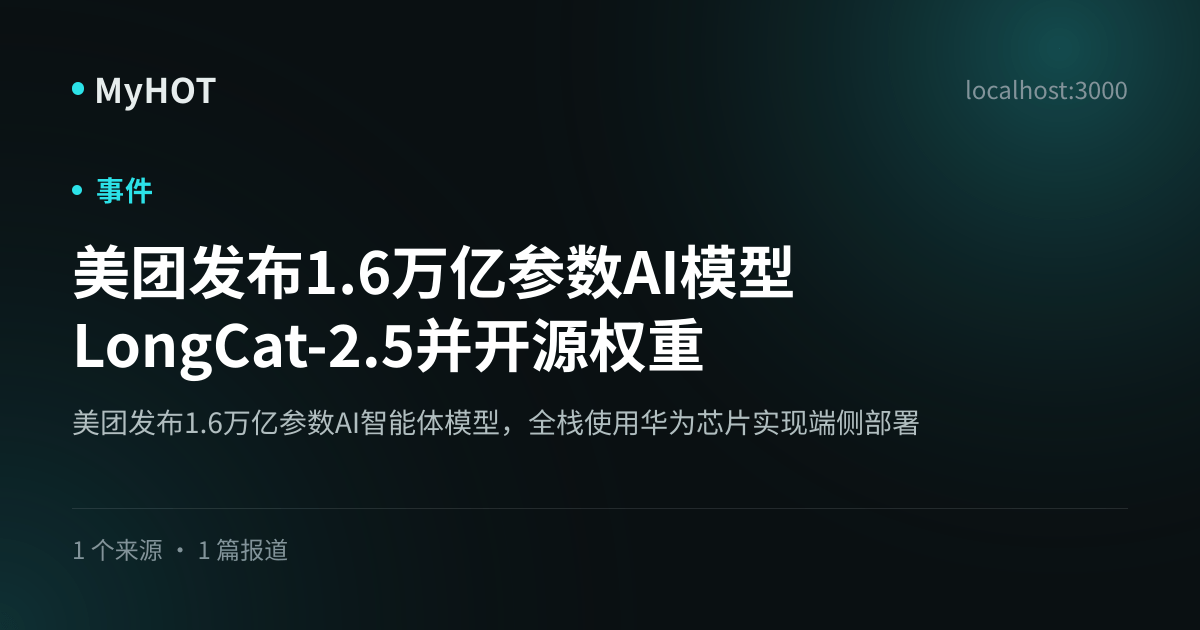 MyHOT
localhost:3000
事件
美团发布1.6万亿参数AI模型
LongCat-2.5并开源权重
美团发布1.6万亿参数AI智能体模型，全栈使用华为芯片实现端侧部署
1 个来源 · 1 篇报道